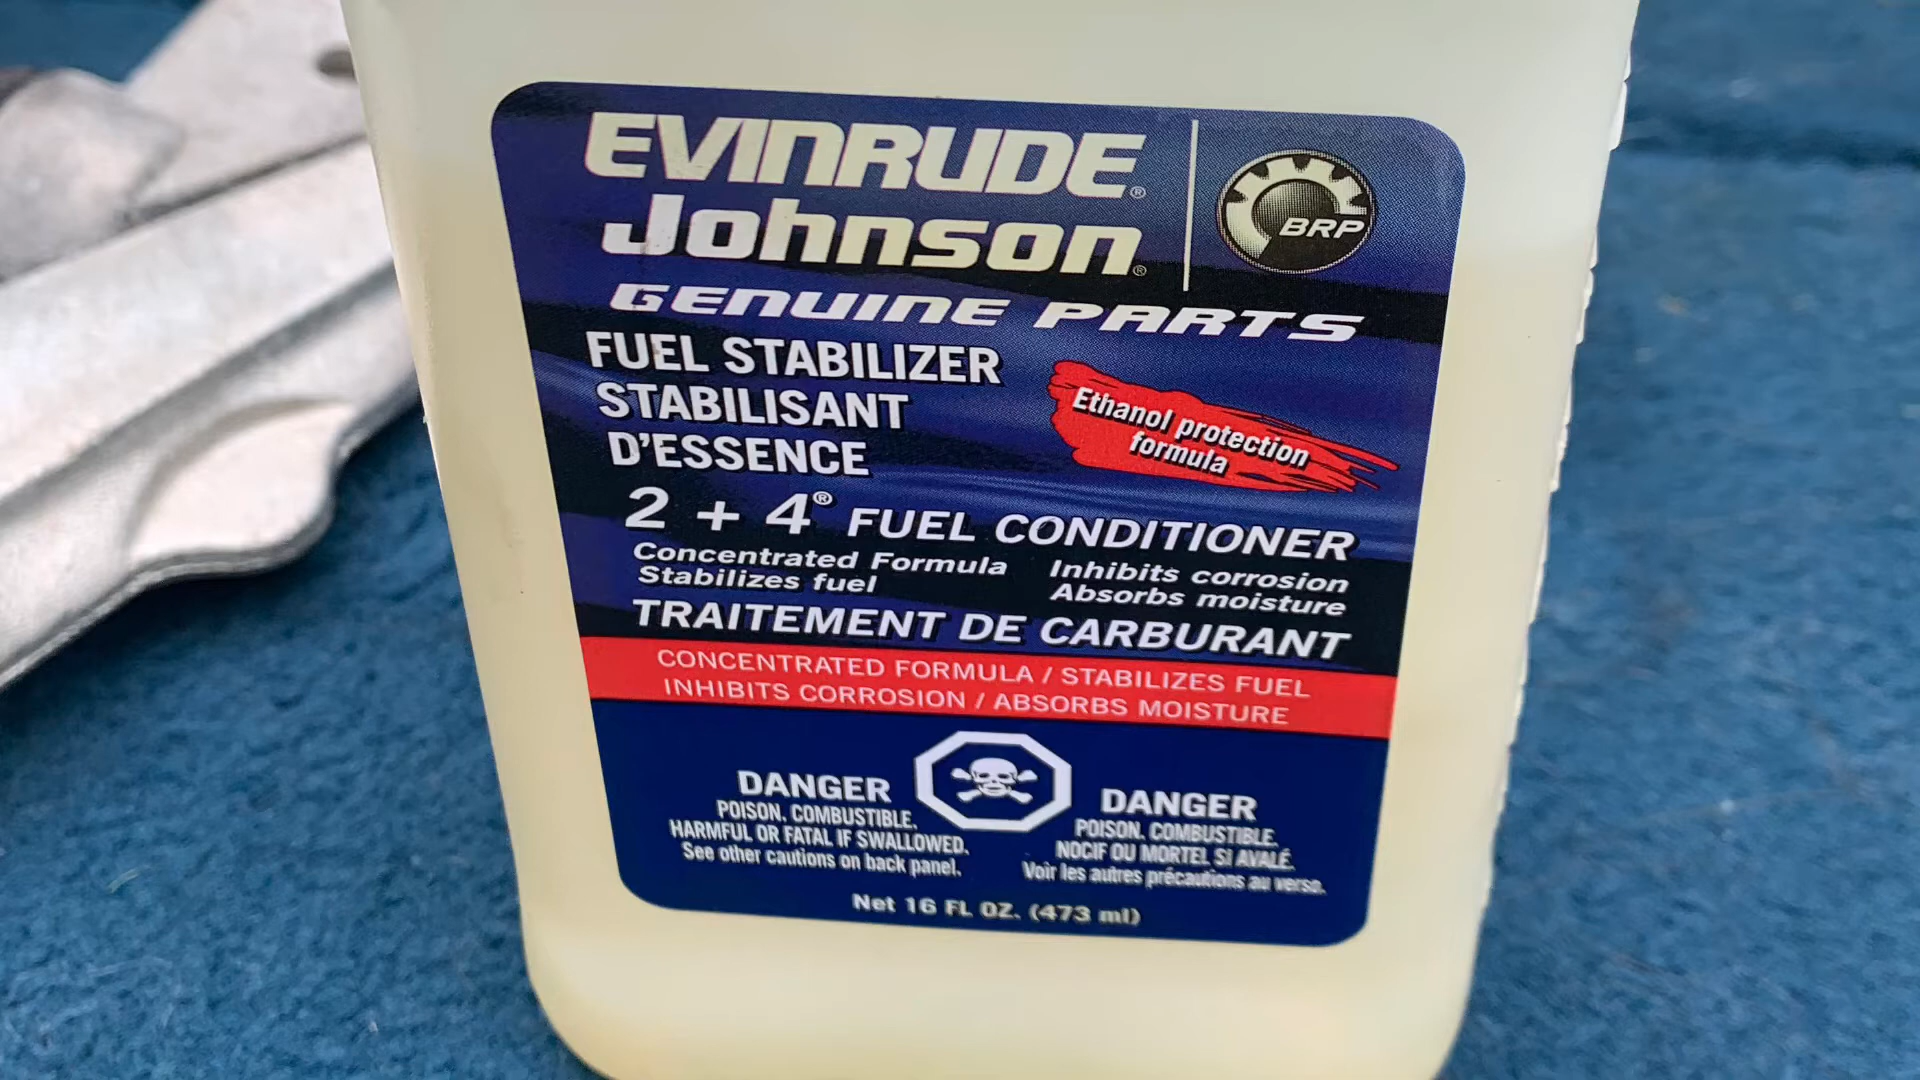 EVINRUDE®
Johnson®
BRP
GENUINE PARTS
FUEL STABILIZER
STABILISANT
D'ESSENCE
Ethanol protection
formula
2 + 4® FUEL CONDITIONER
Concentrated Formula
Stabilizes fuel
Inhibits corrosion
Absorbs moisture
TRAITEMENT DE CARBURANT
CONCENTRATED FORMULA / STABILIZES FUEL
INHIBITS CORROSION / ABSORBS MOISTURE
DANGER
POISON. COMBUSTIBLE.
HARMFUL OR FATAL IF SWALLOWED.
See other cautions on back panel.
DANGER
POISON. COMBUSTIBLE.
NOCIF OU MORTEL SI AVALÉ.
Voir les autres précautions au verso.
Net 16 FL OZ. (473 ml)